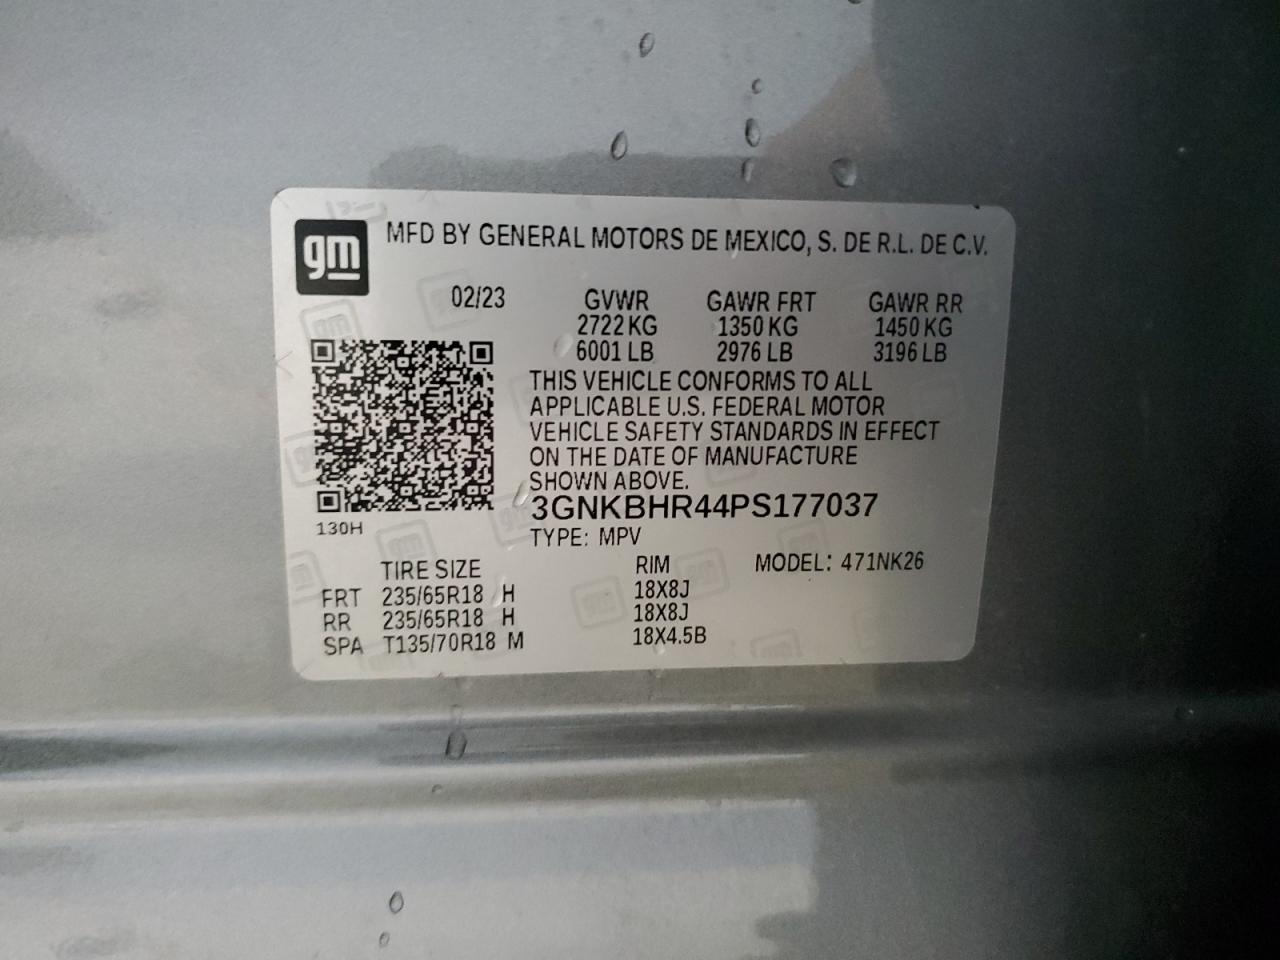 gm MFD BY GENERAL MOTORS DE MEXICO, S. DE R.L. DE C.V.
02/23 GVWR GAWR FRT GAWR RR
2722 KG 1350 KG 1450 KG
6001 LB 2976 LB 3196 LB
THIS VEHICLE CONFORMS TO ALL
APPLICABLE U.S. FEDERAL MOTOR
VEHICLE SAFETY STANDARDS IN EFFECT
ON THE DATE OF MANUFACTURE
SHOWN ABOVE.
3GNKBHR44PS177037
130H
TYPE: MPV
TIRE SIZE RIM MODEL: 471NK26
FRT 235/65R18 H 18X8J
RR 235/65R18 H 18X8J
SPA T135/70R18 M 18X4.5B